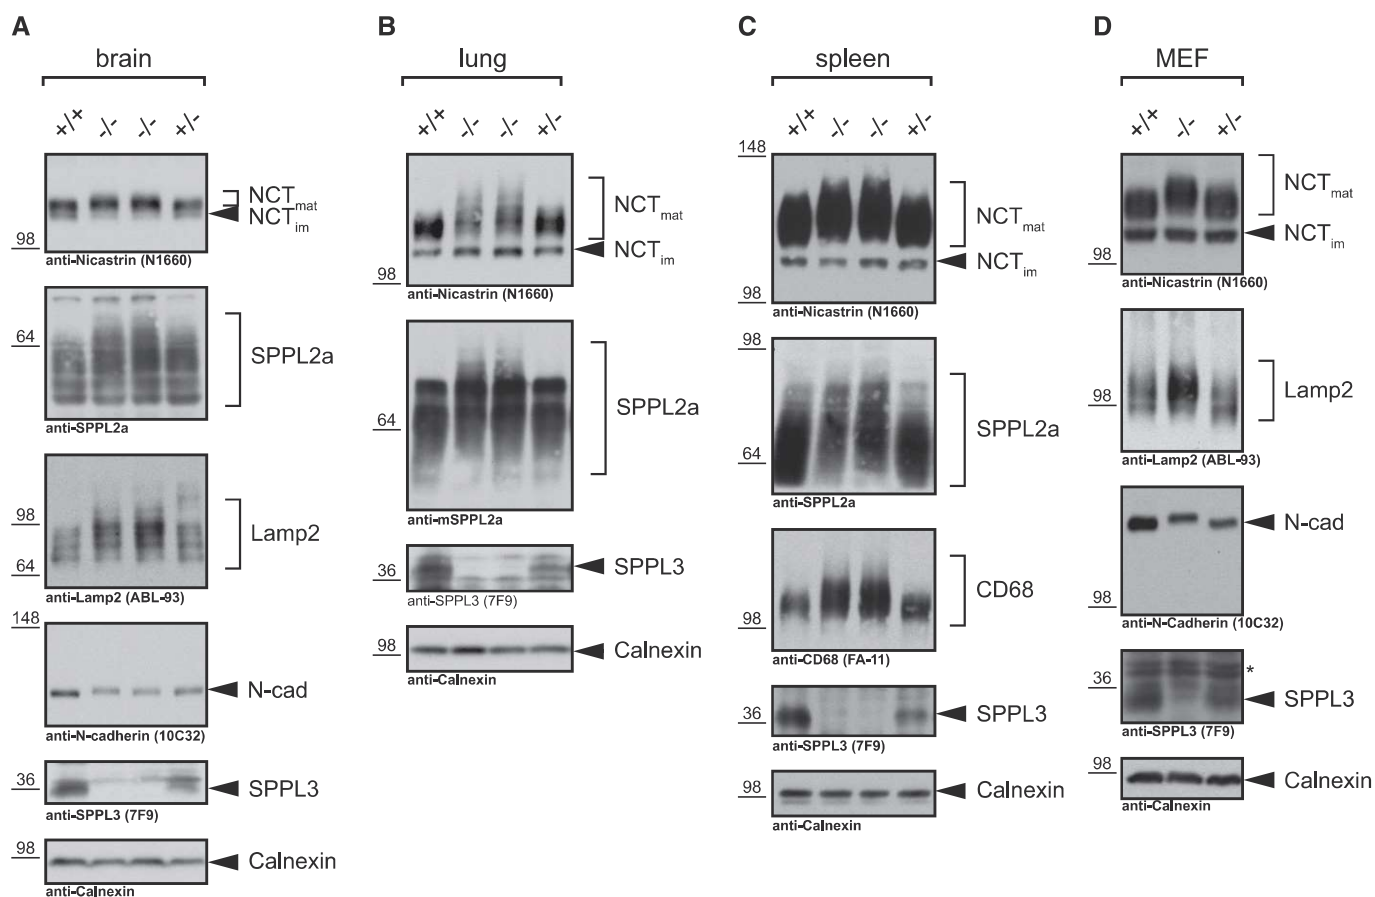 A
brain
+/+ -/- -/- +/-
NCTmat
NCTim
98
anti-Nicastrin (N1660)
64
SPPL2a
anti-SPPL2a
98
Lamp2
64
anti-Lamp2 (ABL-93)
148
N-cad
anti-N-cadherin (10C32)
36
SPPL3
anti-SPPL3 (7F9)
98
Calnexin
anti-Calnexin
B
lung
+/+ -/- -/- +/-
NCTmat
NCTim
98
anti-Nicastrin (N1660)
SPPL2a
64
anti-mSPPL2a
SPPL3
36
anti-SPPL3 (7F9)
98
Calnexin
anti-Calnexin
C
spleen
+/+ -/- -/- +/-
148
NCTmat
NCTim
98
anti-Nicastrin (N1660)
98
SPPL2a
64
anti-SPPL2a
CD68
98
anti-CD68 (FA-11)
36
SPPL3
anti-SPPL3 (7F9)
98
Calnexin
anti-Calnexin
D
MEF
+/+ -/- +/-
NCTmat
NCTim
98
anti-Nicastrin (N1660)
Lamp2
98
anti-Lamp2 (ABL-93)
N-cad
98
anti-N-Cadherin (10C32)
*
36
SPPL3
anti-SPPL3 (7F9)
98
Calnexin
anti-Calnexin